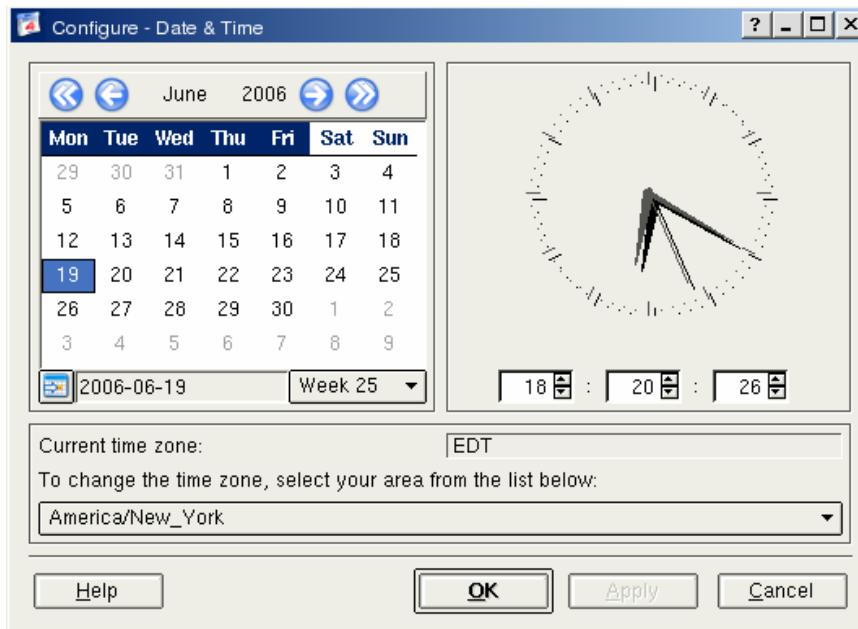 Configure - Date & Time
June 2006
Mon Tue Wed Thu Fri Sat Sun
29 30 31 1 2 3 4
5 6 7 8 9 10 11
12 13 14 15 16 17 18
19 20 21 22 23 24 25
26 27 28 29 30 1 2
3 4 5 6 7 8 9
2006-06-19 Week 25
18 : 20 : 26
Current time zone: EDT
To change the time zone, select your area from the list below:
America/New_York
Help OK Apply Cancel